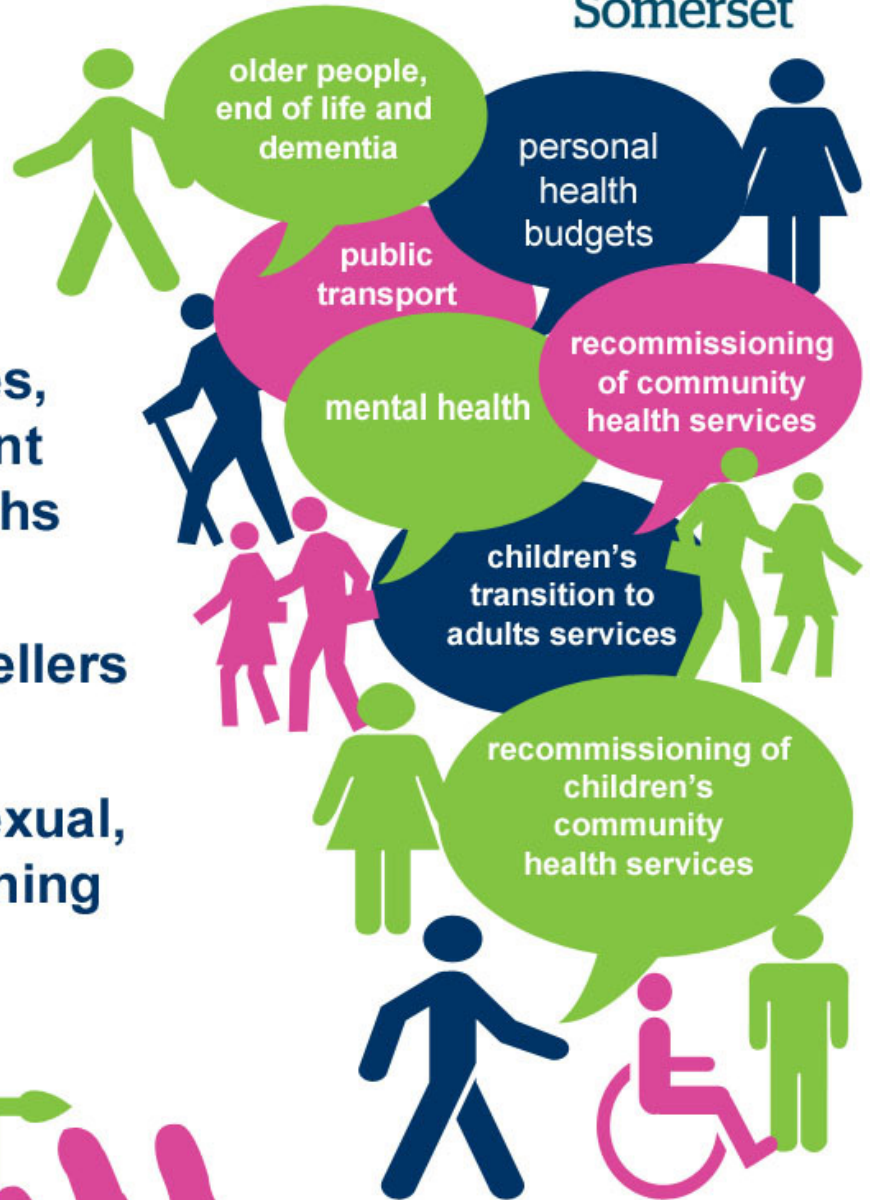 Somerset
older people,
end of life and
dementia
personal
health
budgets
public
transport
recommissioning
of community
health services
mental health
children's
transition to
adults services
recommissioning of
children's
community
health services